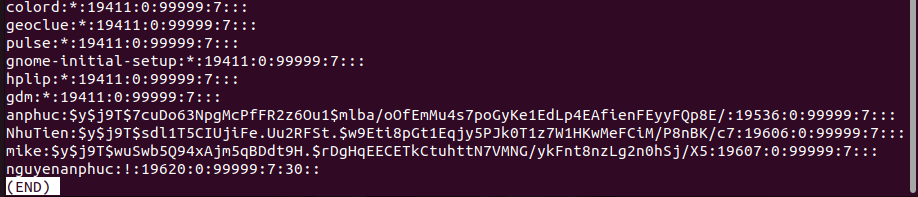 colord:*:19411:0:99999:7:::
geoclue:*:19411:0:99999:7:::
pulse:*:19411:0:99999:7:::
gnome-initial-setup:*:19411:0:99999:7:::
hplip:*:19411:0:99999:7:::
gdm:*:19411:0:99999:7:::
anphuc:$y$j9T$7cuDo63NpgMcPfFR2z6Ou1$mlba/oOfEmMu4s7poGyKe1EdLp4EAfienFEyyFQp8E/:19536:0:99999:7:::
NhuTien:$y$j9T$sdl1T5CIUjiFe.Uu2RFSt.$w9Eti8pGt1Eqjy5PJk0T1z7W1HKwMeFCiM/P8nBK/c7:19606:0:99999:7:::
mike:$y$j9T$wuSwb5Q94xAjm5qBDdt9H.$rDgHqEECETkCtuhttN7VMNG/ykFnt8nzLg2n0hSj/X5:19607:0:99999:7:::
nguyenanphuc:!:19620:0:99999:7:30::
(END)